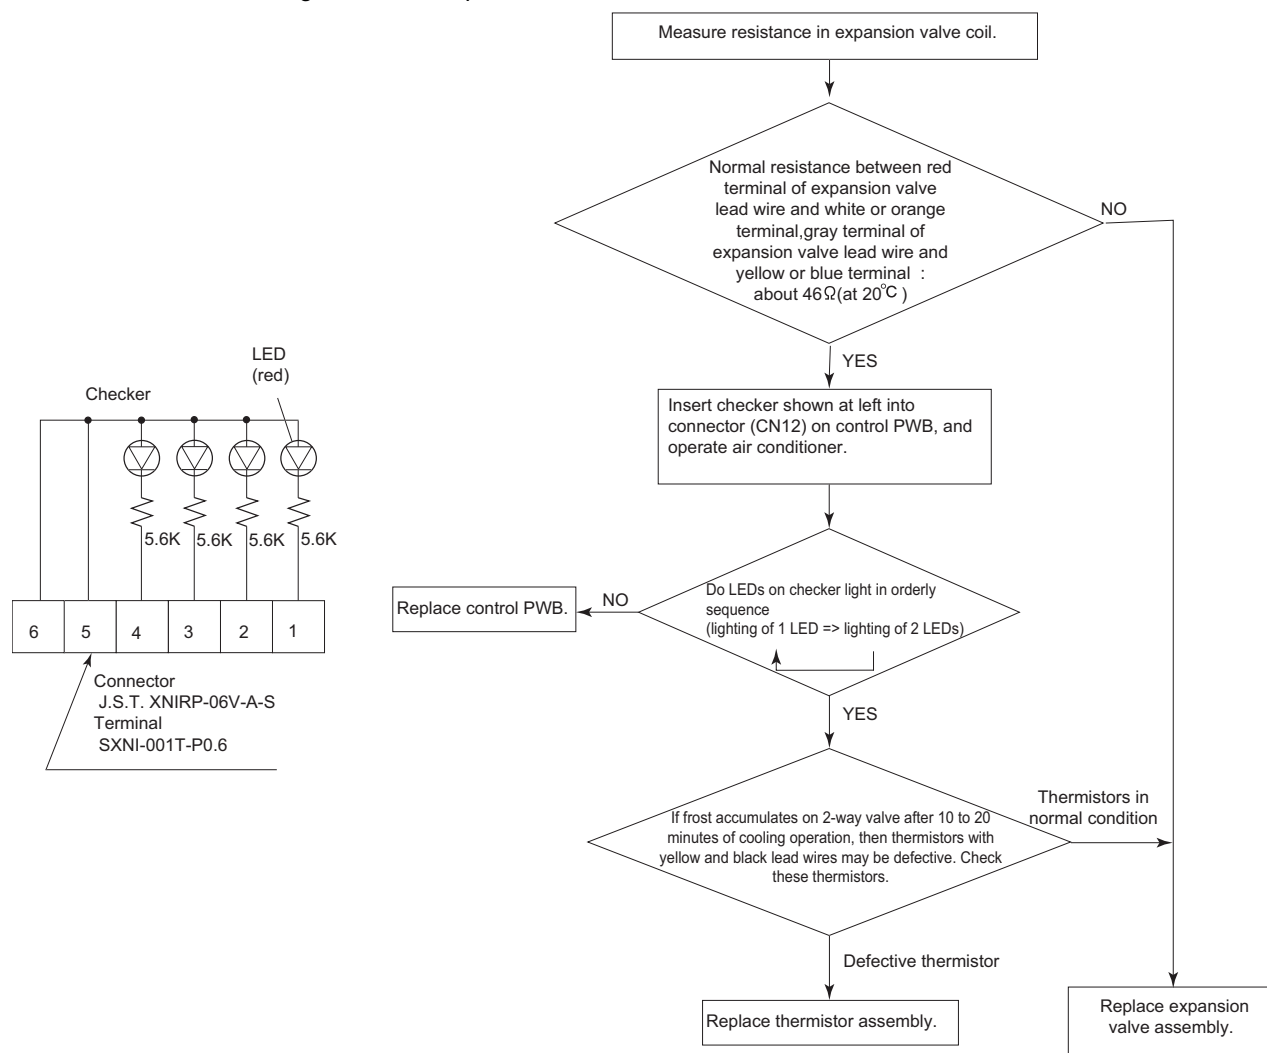 Measure resistance in expansion valve coil.
Normal resistance between red
terminal of expansion valve
lead wire and white or orange
terminal,gray terminal of
expansion valve lead wire and
yellow or blue terminal :
about 46Ω(at 20℃)
NO
YES
Insert checker shown at left into
connector (CN12) on control PWB, and
operate air conditioner.
LED
(red)
Checker
5.6K
5.6K
5.6K
5.6K
6
5
4
3
2
1
Connector
J.S.T. XNIRP-06V-A-S
Terminal
SXNI-001T-P0.6
Do LEDs on checker light in orderly
sequence
(lighting of 1 LED => lighting of 2 LEDs)
NO
Replace control PWB.
YES
If frost accumulates on 2-way valve after 10 to 20
minutes of cooling operation, then thermistors with
yellow and black lead wires may be defective. Check
these thermistors.
Thermistors in
normal condition
Defective thermistor
Replace thermistor assembly.
Replace expansion
valve assembly.